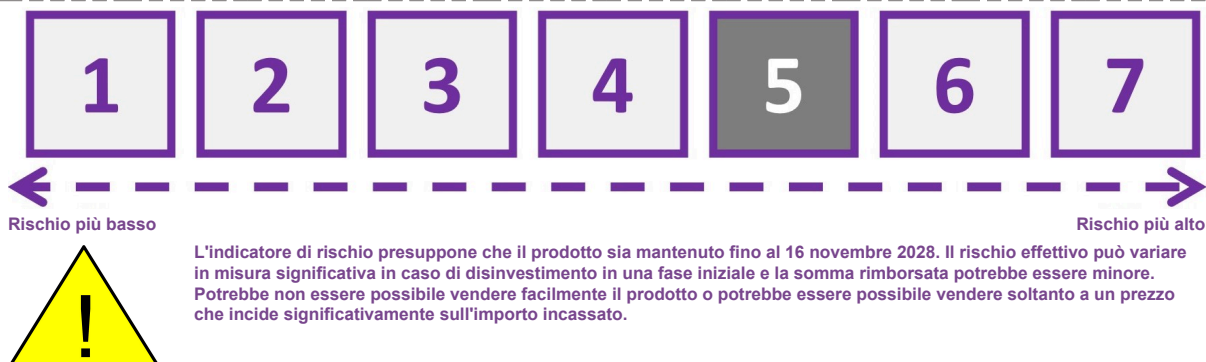 1 2 3 4 5 6 7
Rischio più basso Rischio più alto
L'indicatore di rischio presuppone che il prodotto sia mantenuto fino al 16 novembre 2028. Il rischio effettivo può variare
in misura significativa in caso di disinvestimento in una fase iniziale e la somma rimborsata potrebbe essere minore.
Potrebbe non essere possibile vendere facilmente il prodotto o potrebbe essere possibile vendere soltanto a un prezzo
che incide significativamente sull'importo incassato.
!